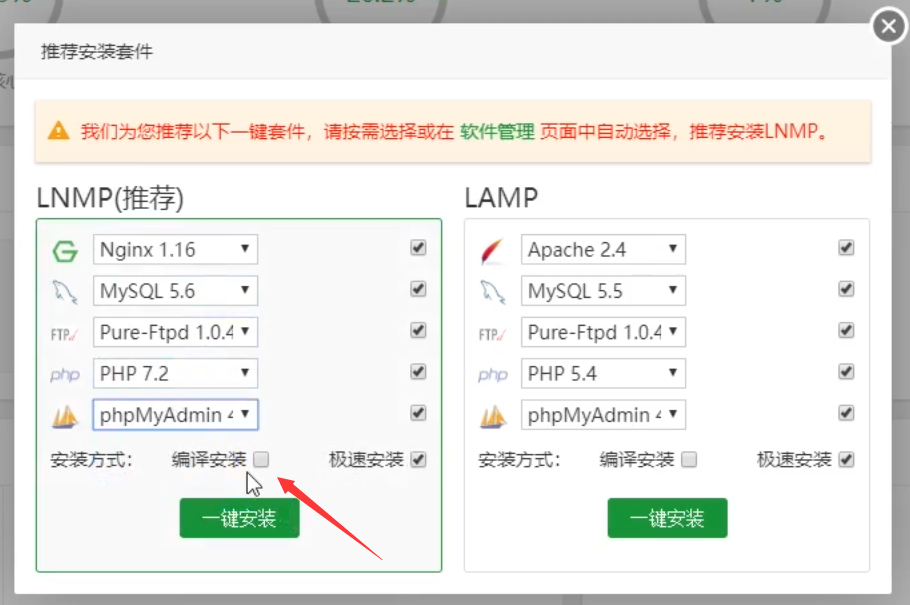 推荐安装套件
我们为您推荐以下一键套件，请按需选择或在 软件管理 页面中自动选择，推荐安装LNMP。
LNMP(推荐)
Nginx 1.16
MySQL 5.6
FTP Pure-Ftpd 1.0.4
php PHP 7.2
phpMyAdmin 4
安装方式： 编译安装 极速安装
一键安装
LAMP
Apache 2.4
MySQL 5.5
FTP Pure-Ftpd 1.0.4
php PHP 5.4
phpMyAdmin 4
安装方式： 编译安装 极速安装
一键安装